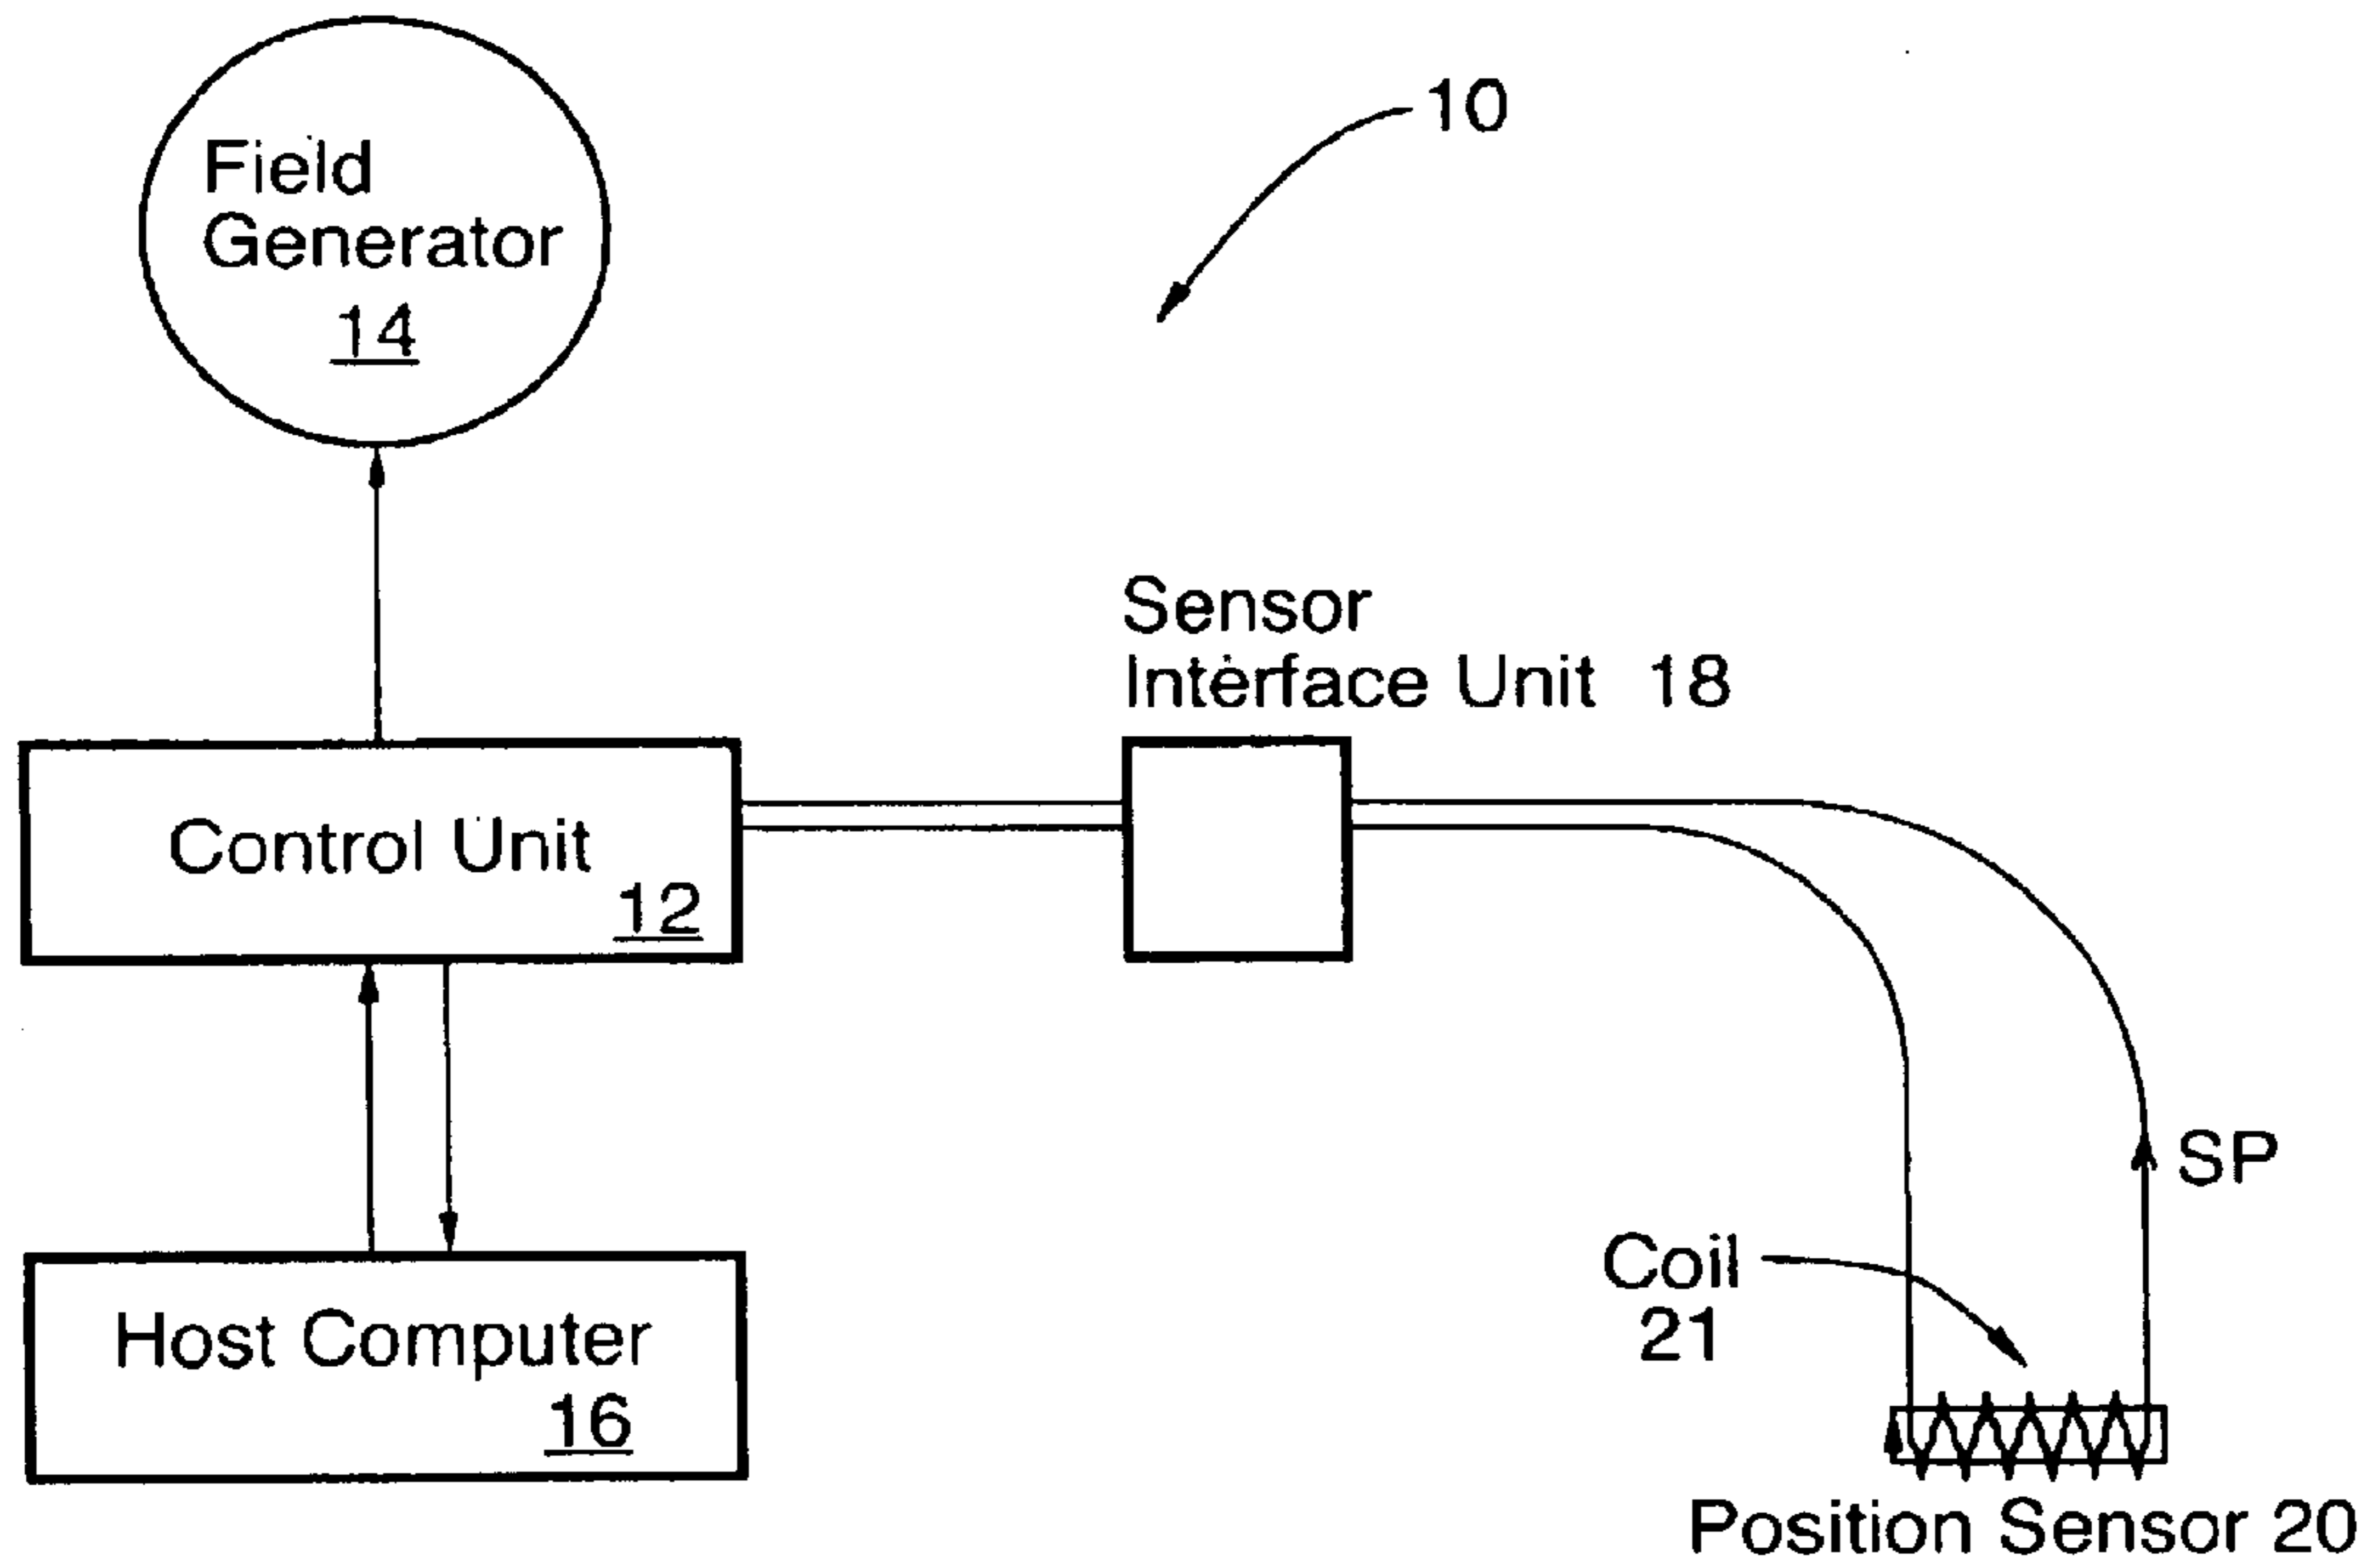 Field
Generator
14
10
Sensor
Interface Unit 18
Control Unit
12
SP
Coil
21
Host Computer
16
Position Sensor 20